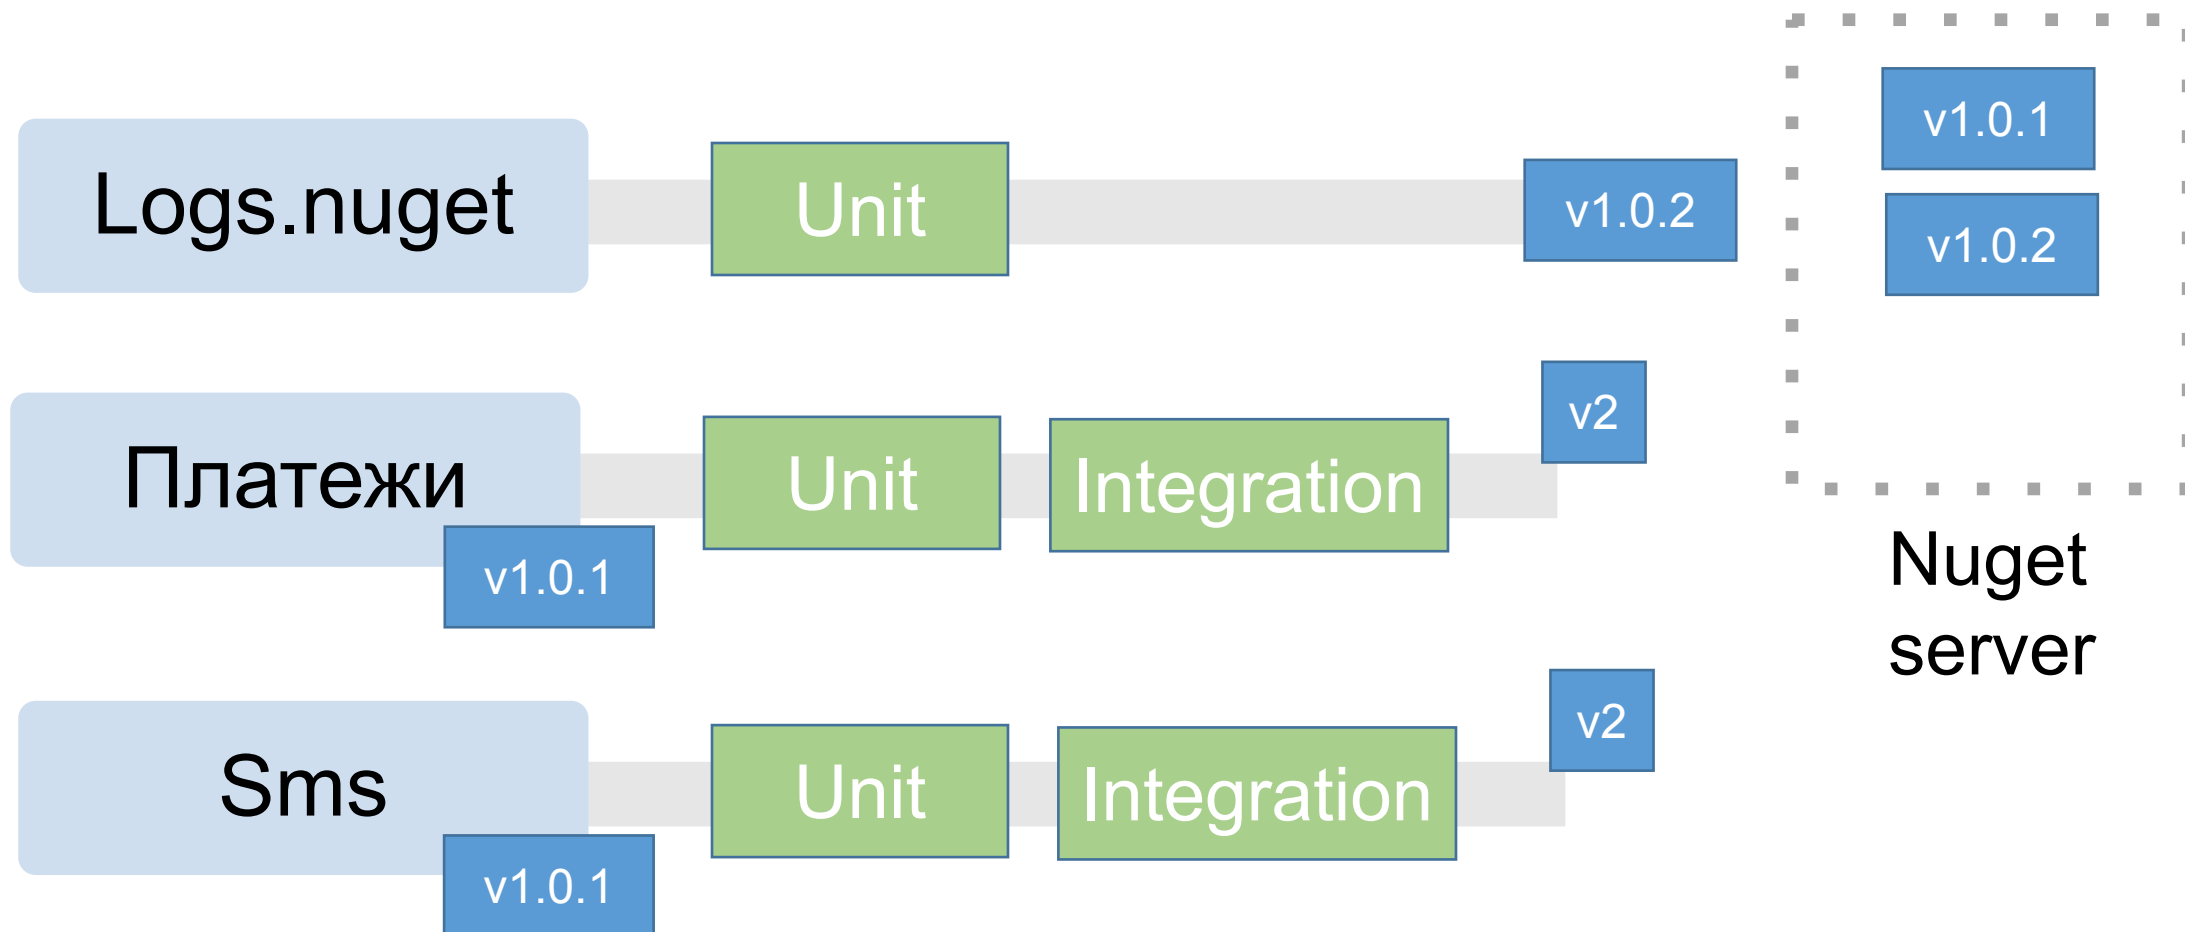 Logs.nuget
Unit
v1.0.2
v1.0.1
v1.0.2
Платежи
v1.0.1
Unit
Integration
v2
Nuget
server
Sms
v1.0.1
Unit
Integration
v2